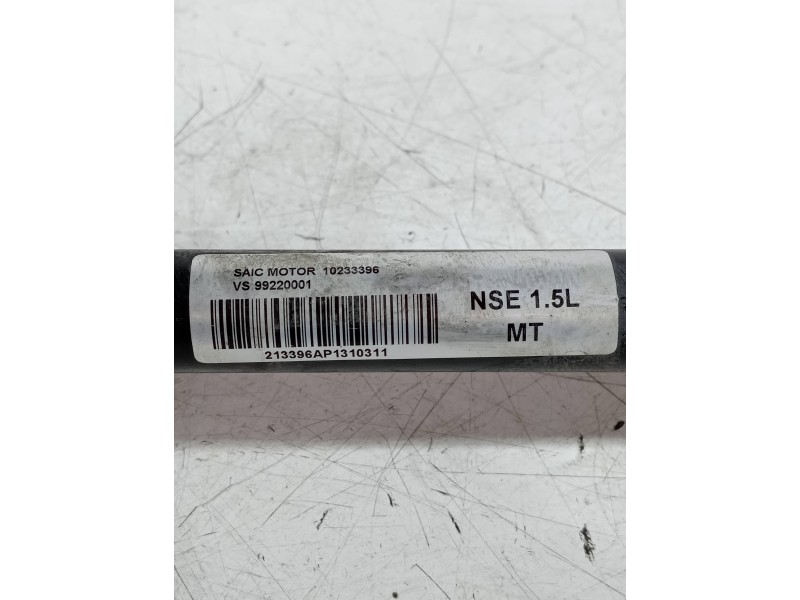 SAIC MOTOR 10233396
VS 99220001
213396AP1310311
NSE 1.5L
MT